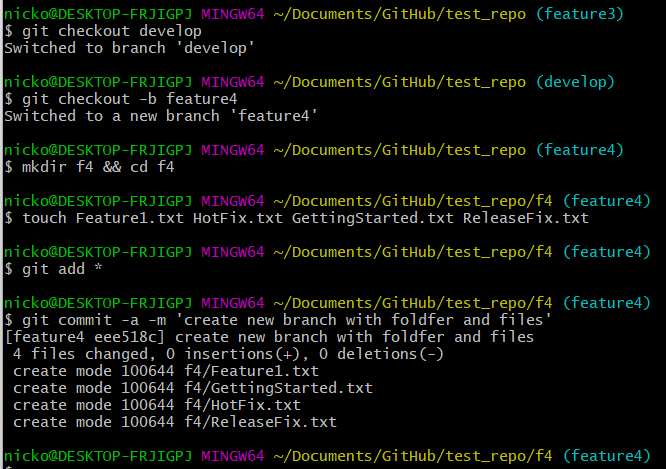 nicko@DESKTOP-FRJIGPJ MINGW64 ~/Documents/GitHub/test_repo (feature3)
$ git checkout develop
Switched to branch 'develop'
nicko@DESKTOP-FRJIGPJ MINGW64 ~/Documents/GitHub/test_repo (develop)
$ git checkout -b feature4
Switched to a new branch 'feature4'
nicko@DESKTOP-FRJIGPJ MINGW64 ~/Documents/GitHub/test_repo (feature4)
$ mkdir f4 && cd f4
nicko@DESKTOP-FRJIGPJ MINGW64 ~/Documents/GitHub/test_repo/f4 (feature4)
$ touch Feature1.txt HotFix.txt GettingStarted.txt ReleaseFix.txt
nicko@DESKTOP-FRJIGPJ MINGW64 ~/Documents/GitHub/test_repo/f4 (feature4)
$ git add *
nicko@DESKTOP-FRJIGPJ MINGW64 ~/Documents/GitHub/test_repo/f4 (feature4)
$ git commit -a -m 'create new branch with foldfer and files'
[feature4 eee518c] create new branch with foldfer and files
4 files changed, 0 insertions(+), 0 deletions(-)
create mode 100644 f4/Feature1.txt
create mode 100644 f4/GettingStarted.txt
create mode 100644 f4/HotFix.txt
create mode 100644 f4/ReleaseFix.txt
nicko@DESKTOP-FRJIGPJ MINGW64 ~/Documents/GitHub/test_repo/f4 (feature4)